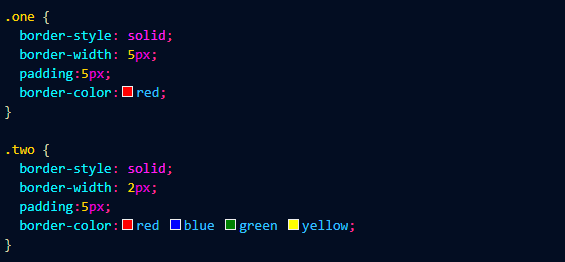 .one {
  border-style: solid;
  border-width: 5px;
  padding:5px;
  border-color:red;
}

.two {
  border-style: solid;
  border-width: 2px;
  padding:5px;
  border-color:red blue green yellow;
}